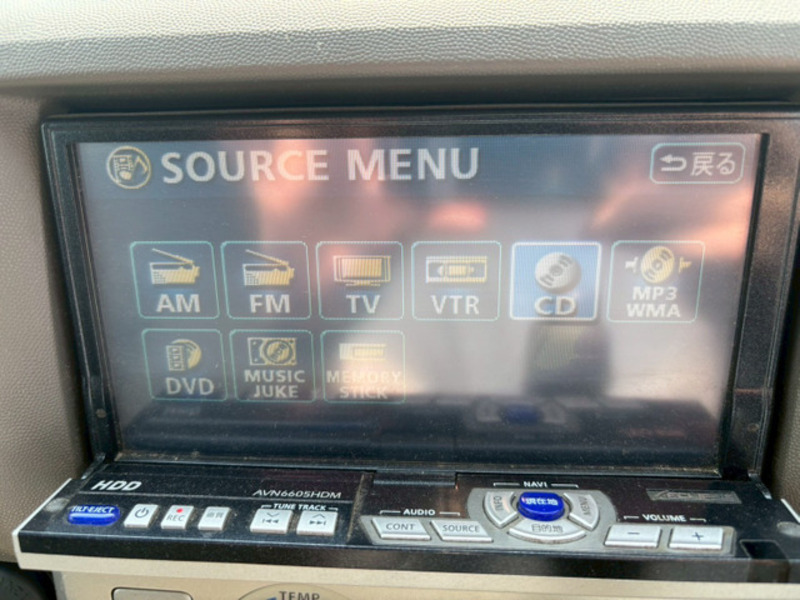 SOURCE MENU
戻る
AM
FM
TV
VTR
CD
MP3
WMA
DVD
MUSIC
JUKE
MEMORY
STICK
HDD
AVN6605HDM
TILT·EJECT
REC
TUNE·TRACK
AUDIO
CONT
SOURCE
NAVI
INFO
現在地
MENU
目的地
VOLUME
TEMP